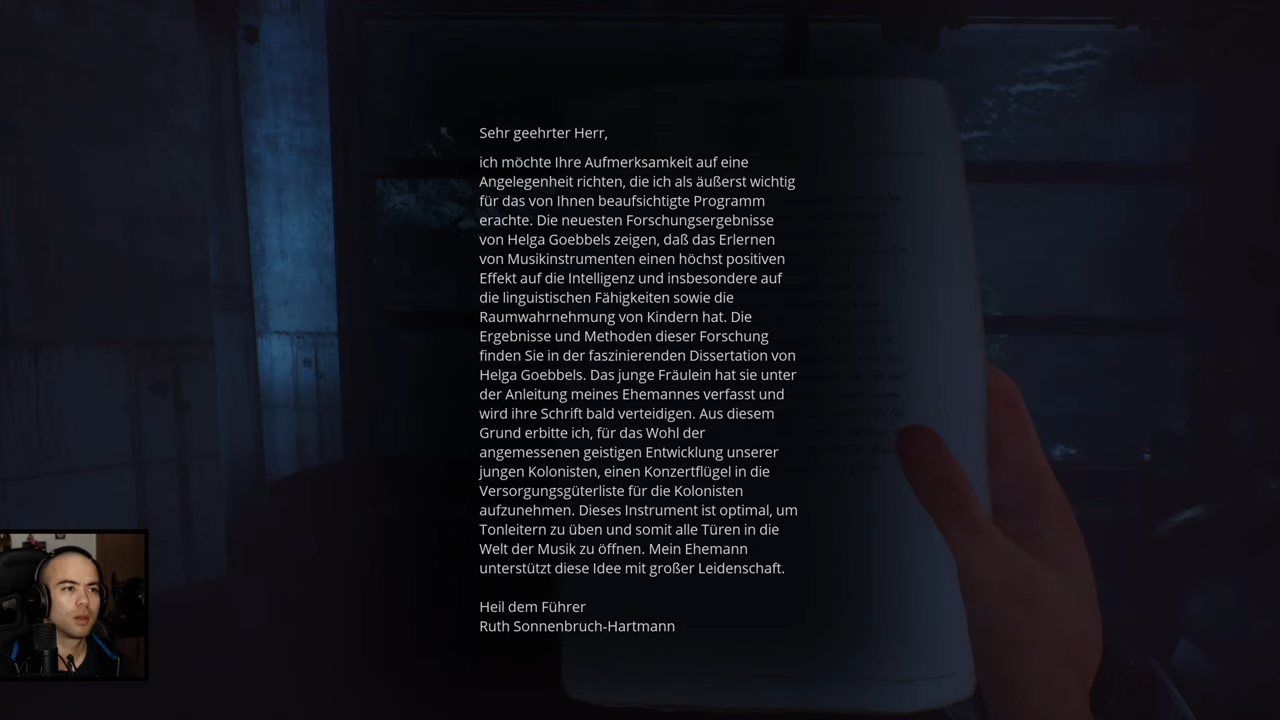 Sehr geehrter Herr,
ich möchte Ihre Aufmerksamkeit auf eine
Angelegenheit richten, die ich als äußerst wichtig
für das von Ihnen beaufsichtigte Programm
erachte. Die neuesten Forschungsergebnisse
von Helga Goebbels zeigen, daß das Erlernen
von Musikinstrumenten einen höchst positiven
Effekt auf die Intelligenz und insbesondere auf
die linguistischen Fähigkeiten sowie die
Raumwahrnehmung von Kindern hat. Die
Ergebnisse und Methoden dieser Forschung
finden Sie in der faszinierenden Dissertation von
Helga Goebbels. Das junge Fräulein hat sie unter
der Anleitung meines Ehemannes verfasst und
wird ihre Schrift bald verteidigen. Aus diesem
Grund erbitte ich, für das Wohl der
angemessenen geistigen Entwicklung unserer
jungen Kolonisten, einen Konzertflügel in die
Versorgungsgüterliste für die Kolonisten
aufzunehmen. Dieses Instrument ist optimal, um
Tonleitern zu üben und somit alle Türen in die
Welt der Musik zu öffnen. Mein Ehemann
unterstützt diese Idee mit großer Leidenschaft.
Heil dem Führer
Ruth Sonnenbruch-Hartmann